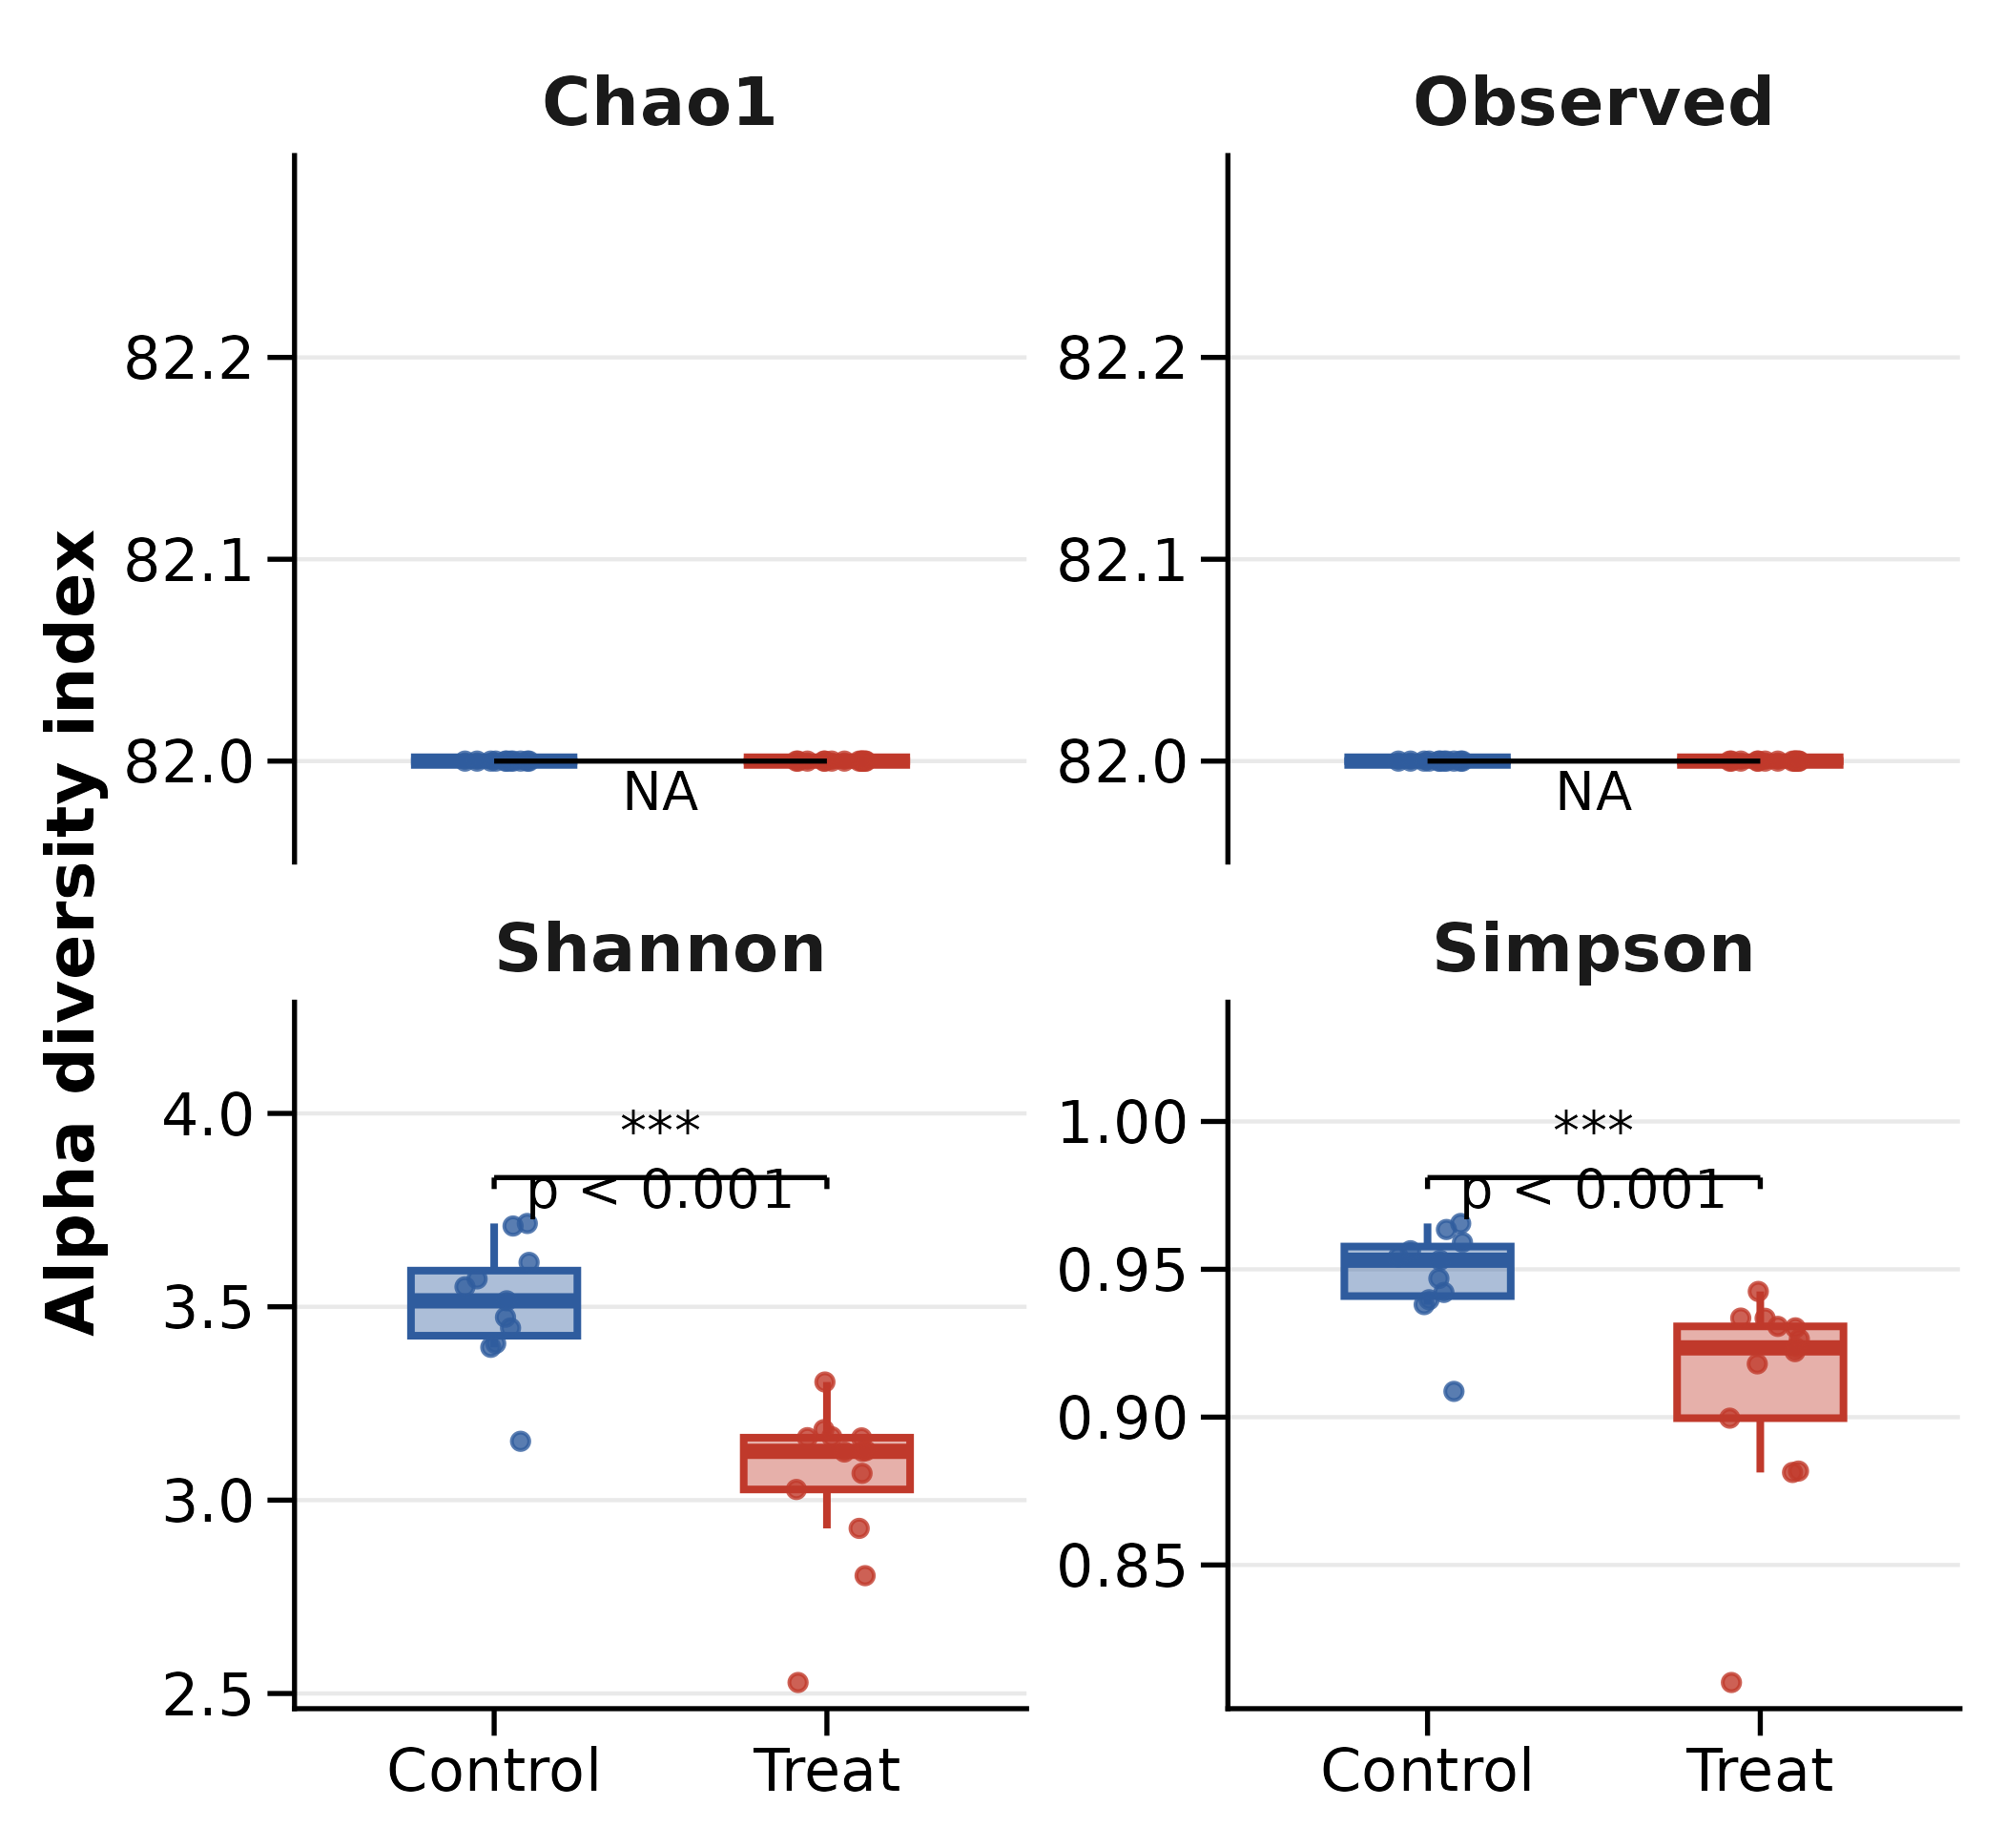 Chao1
Observed
Alpha diversity index
82.2
82.1
82.0
NA
82.2
82.1
82.0
NA
Shannon
Simpson
4.0
3.5
3.0
2.5
***
p < 0.001
Control
Treat
1.00
0.95
0.90
0.85
***
p < 0.001
Control
Treat